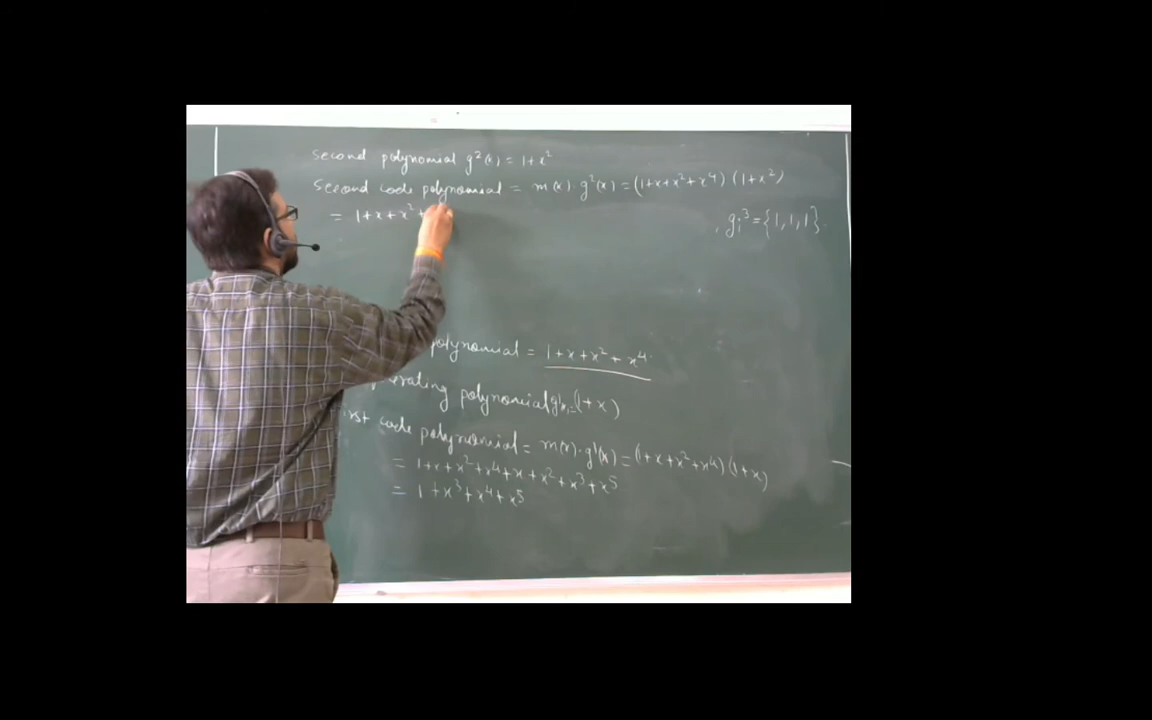 Second polynomial g²(x) = 1+x²
Second code polynomial = m(x)·g²(x) = (1+x+x²+x⁴) (1+x²)
= 1+x+x²+
, gᵢ³={1,1,1}.
polynomial = 1+x+x²+x⁴
polynomial g¹(x)=(1+x)
code polynomial = m(x)·g¹(x) = (1+x+x²+x⁴) (1+x)
= 1+x+x²+x⁴+x+x²+x³+x⁵
= 1+x³+x⁴+x⁵